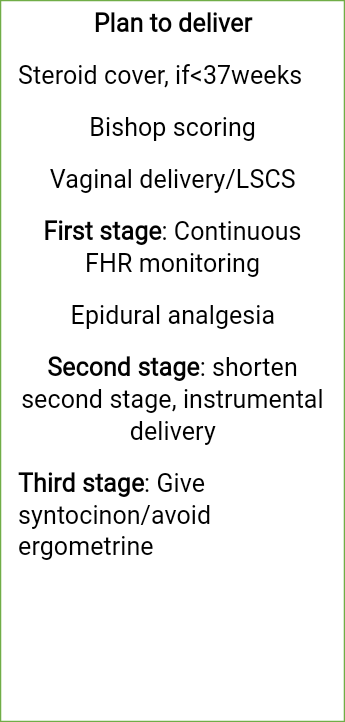 Plan to deliver
Steroid cover, if<37weeks
Bishop scoring
Vaginal delivery/LSCS
First stage: Continuous
FHR monitoring
Epidural analgesia
Second stage: shorten
second stage, instrumental
delivery
Third stage: Give
syntocinon/avoid
ergometrine